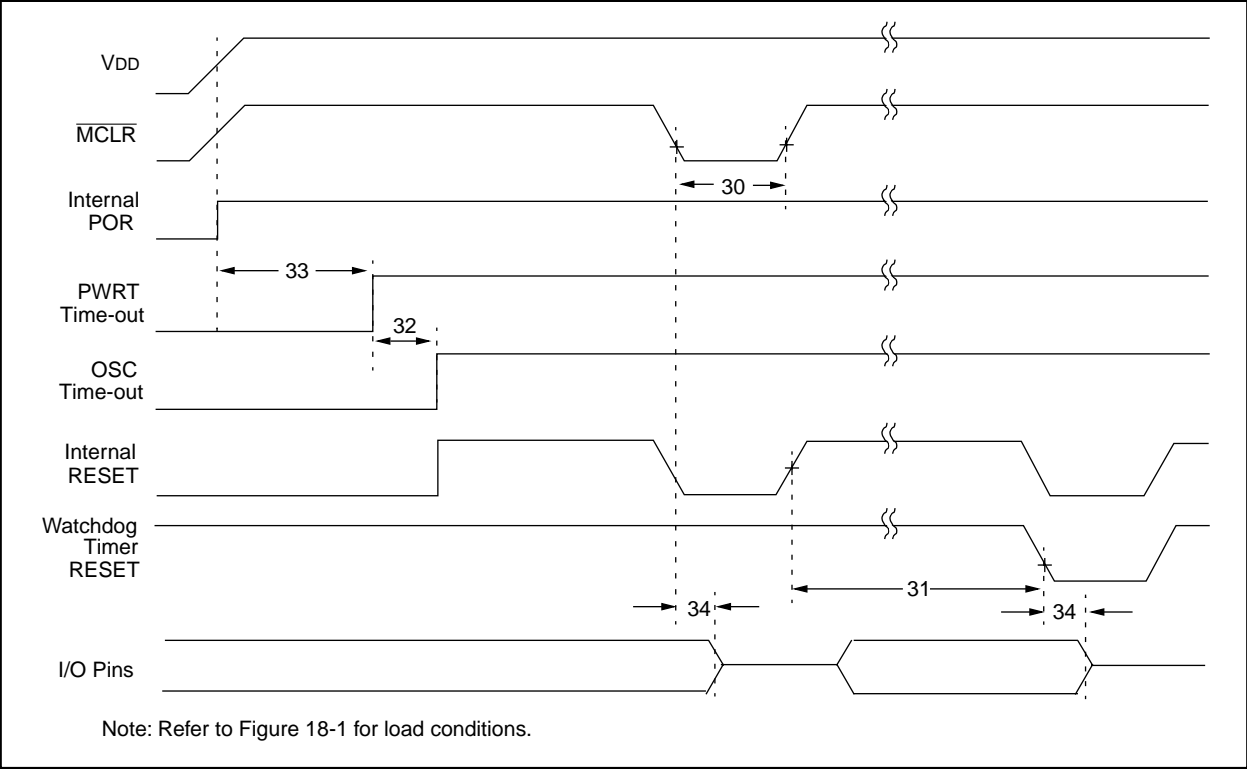 VDD
MCLR
30
Internal
POR
33
PWRT
Time-out
32
OSC
Time-out
Internal
RESET
Watchdog
Timer
RESET
31
34
34
I/O Pins
Note: Refer to Figure 18-1 for load conditions.